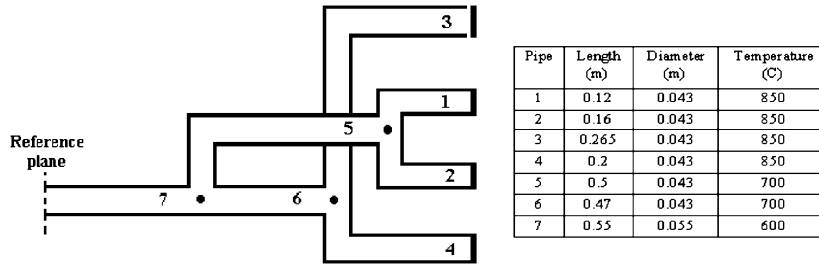 3
1
5
Reference
plane
2
7
6
4
Pipe Length (m) Diameter (m) Temperature (C)
1 0.12 0.043 850
2 0.16 0.043 850
3 0.265 0.043 850
4 0.2 0.043 850
5 0.5 0.043 700
6 0.47 0.043 700
7 0.55 0.055 600